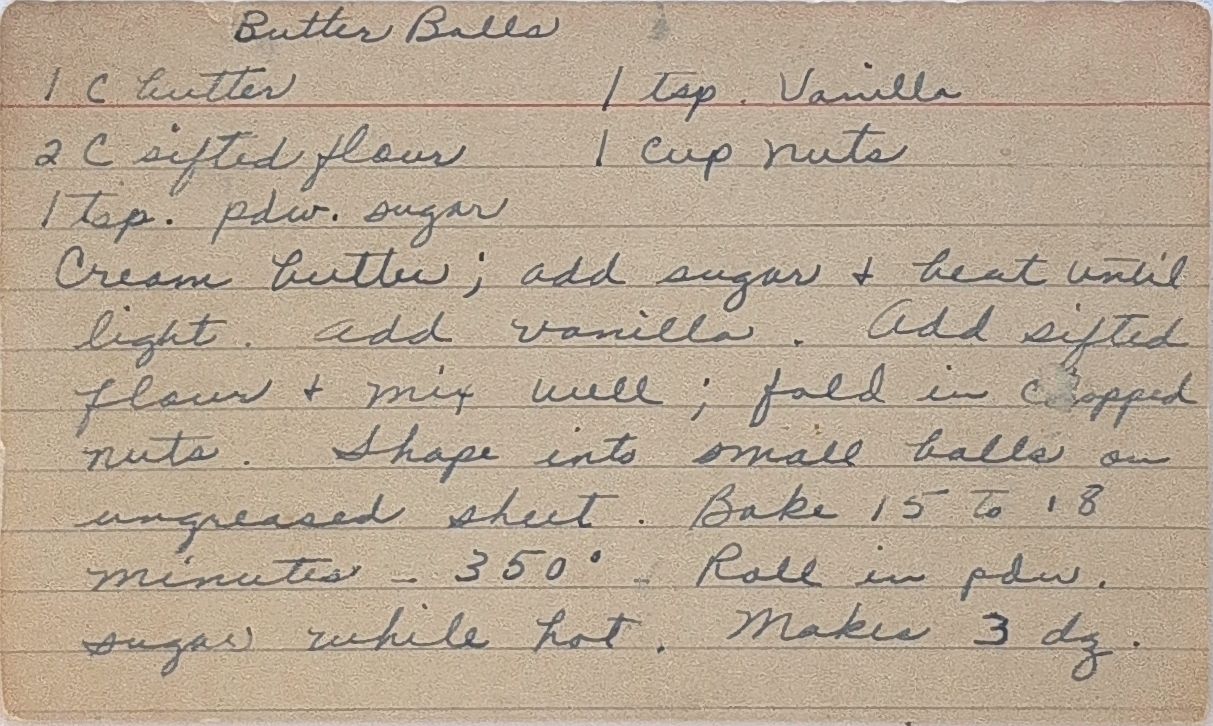 Butter Balls
1 C butter 1 tsp. Vanilla
2 C sifted flour 1 cup nuts
1 tsp. pdw. sugar
Cream butter; add sugar & beat until
light. add vanilla. Add sifted
flour & mix well; fold in chopped
nuts. Shape into small balls on
ungreased sheet. Bake 15 to 18
minutes - 350° - Roll in pdw.
sugar while hot. Makes 3 dz.